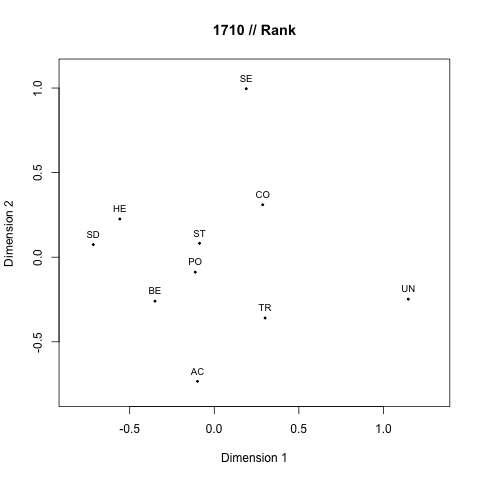 1710 // Rank
SE
1.0
0.5
CO
HE
SD
ST
Dimension 2
0.0
PO
BE
UN
TR
-0.5
AC
-0.5 0.0 0.5 1.0
Dimension 1